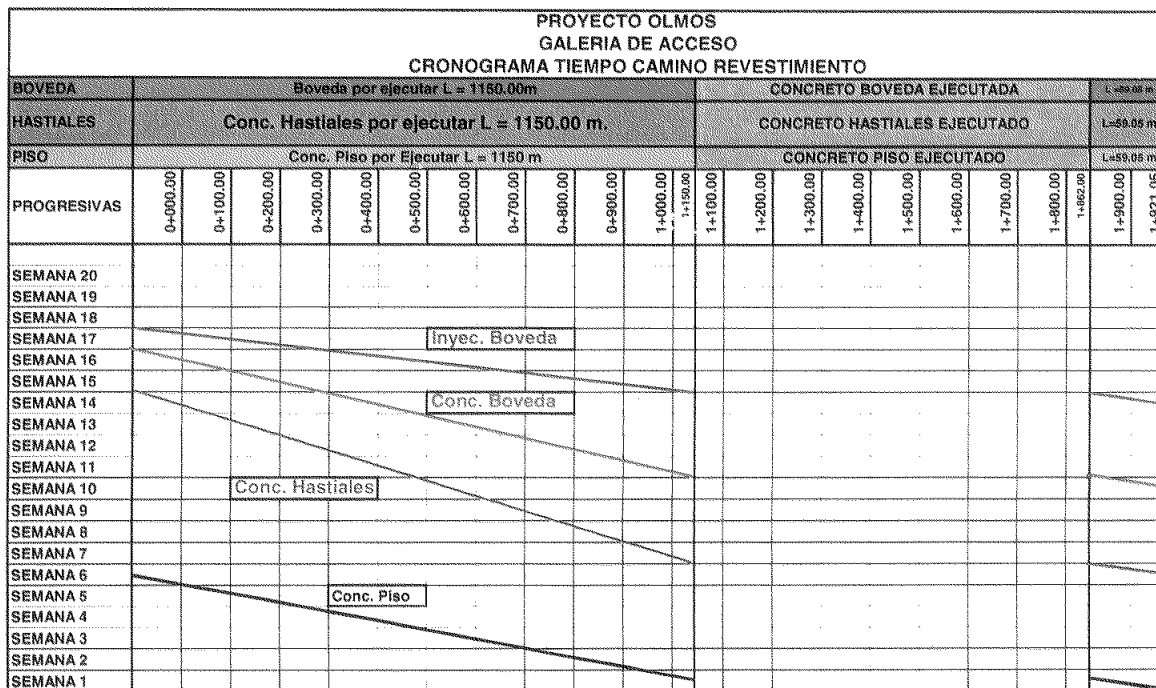 PROYECTO OLMOS
GALERIA DE ACCESO
CRONOGRAMA TIEMPO CAMINO REVESTIMIENTO
BOVEDA Boveda por ejecutar L = 1150.00m CONCRETO BOVEDA EJECUTADA L =59.05 m
HASTIALES Conc. Hastiales por ejecutar L = 1150.00 m. CONCRETO HASTIALES EJECUTADO L=59.05 m
PISO Conc. Piso por Ejecutar L = 1150 m CONCRETO PISO EJECUTADO L=59.05 m
PROGRESIVAS 0+000.00 0+100.00 0+200.00 0+300.00 0+400.00 0+500.00 0+600.00 0+700.00 0+800.00 0+900.00 1+000.00 1+150.00 1+100.00 1+200.00 1+300.00 1+400.00 1+500.00 1+600.00 1+700.00 1+800.00 1+862.00 1+900.00 1+921.05
SEMANA 20
SEMANA 19
SEMANA 18
SEMANA 17 Inyec. Boveda
SEMANA 16
SEMANA 15
SEMANA 14 Conc. Boveda
SEMANA 13
SEMANA 12
SEMANA 11
SEMANA 10 Conc. Hastiales
SEMANA 9
SEMANA 8
SEMANA 7
SEMANA 6
SEMANA 5 Conc. Piso
SEMANA 4
SEMANA 3
SEMANA 2
SEMANA 1